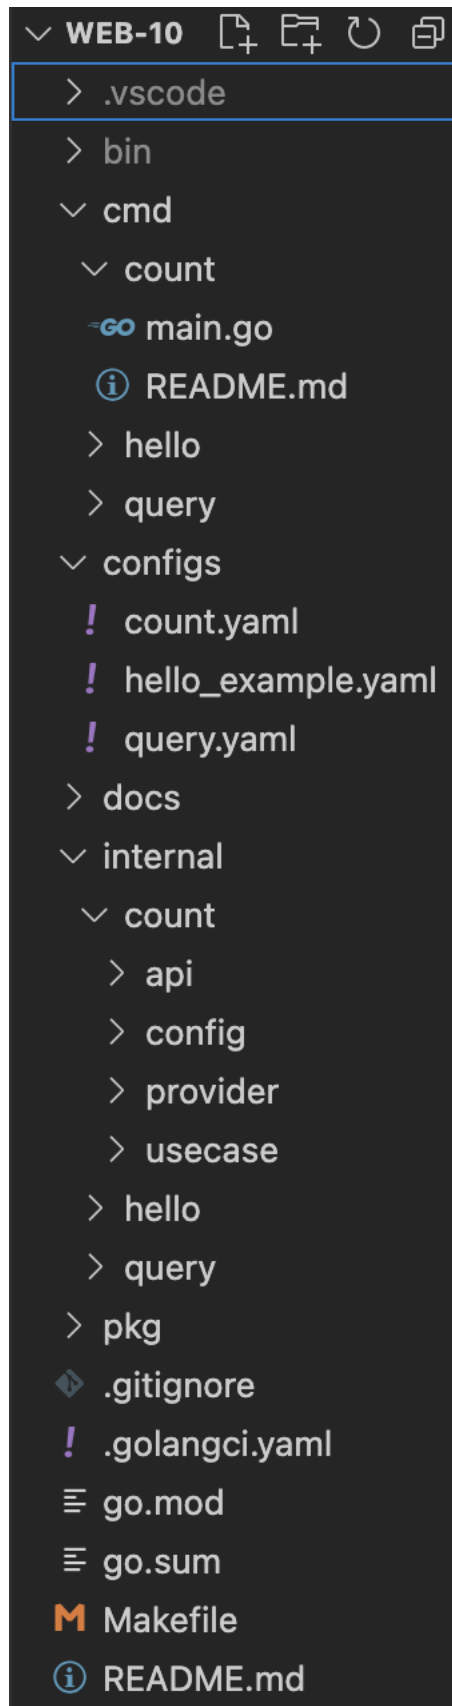 WEB-10
.vscode
bin
cmd
count
GO main.go
README.md
hello
query
configs
! count.yaml
! hello_example.yaml
! query.yaml
docs
internal
count
api
config
provider
usecase
hello
query
pkg
.gitignore
! .golangci.yaml
go.mod
go.sum
M Makefile
README.md